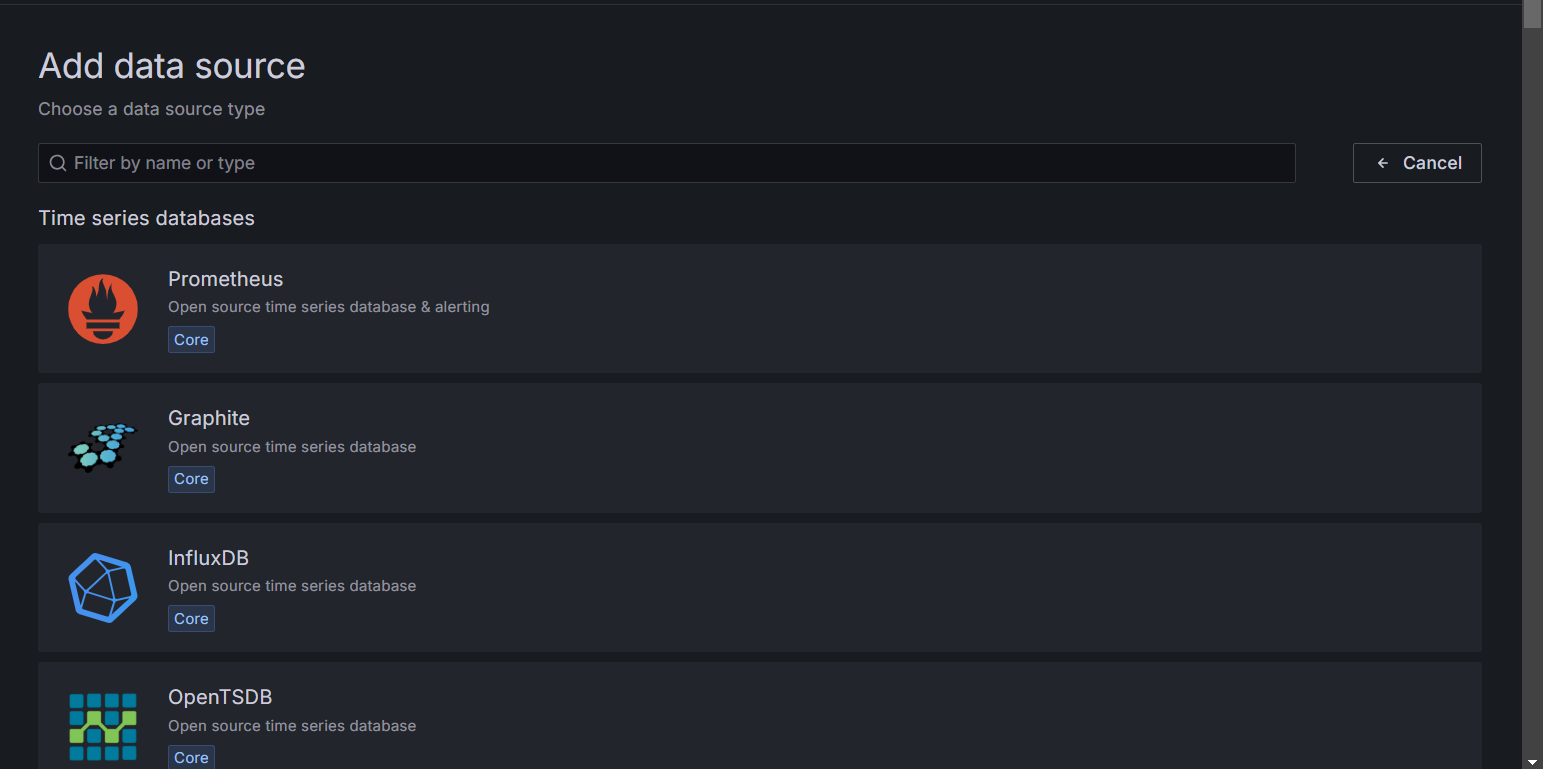 Add data source
Choose a data source type
Filter by name or type
Cancel
Time series databases
Prometheus
Open source time series database & alerting
Core
Graphite
Open source time series database
Core
InfluxDB
Open source time series database
Core
OpenTSDB
Open source time series database
Core